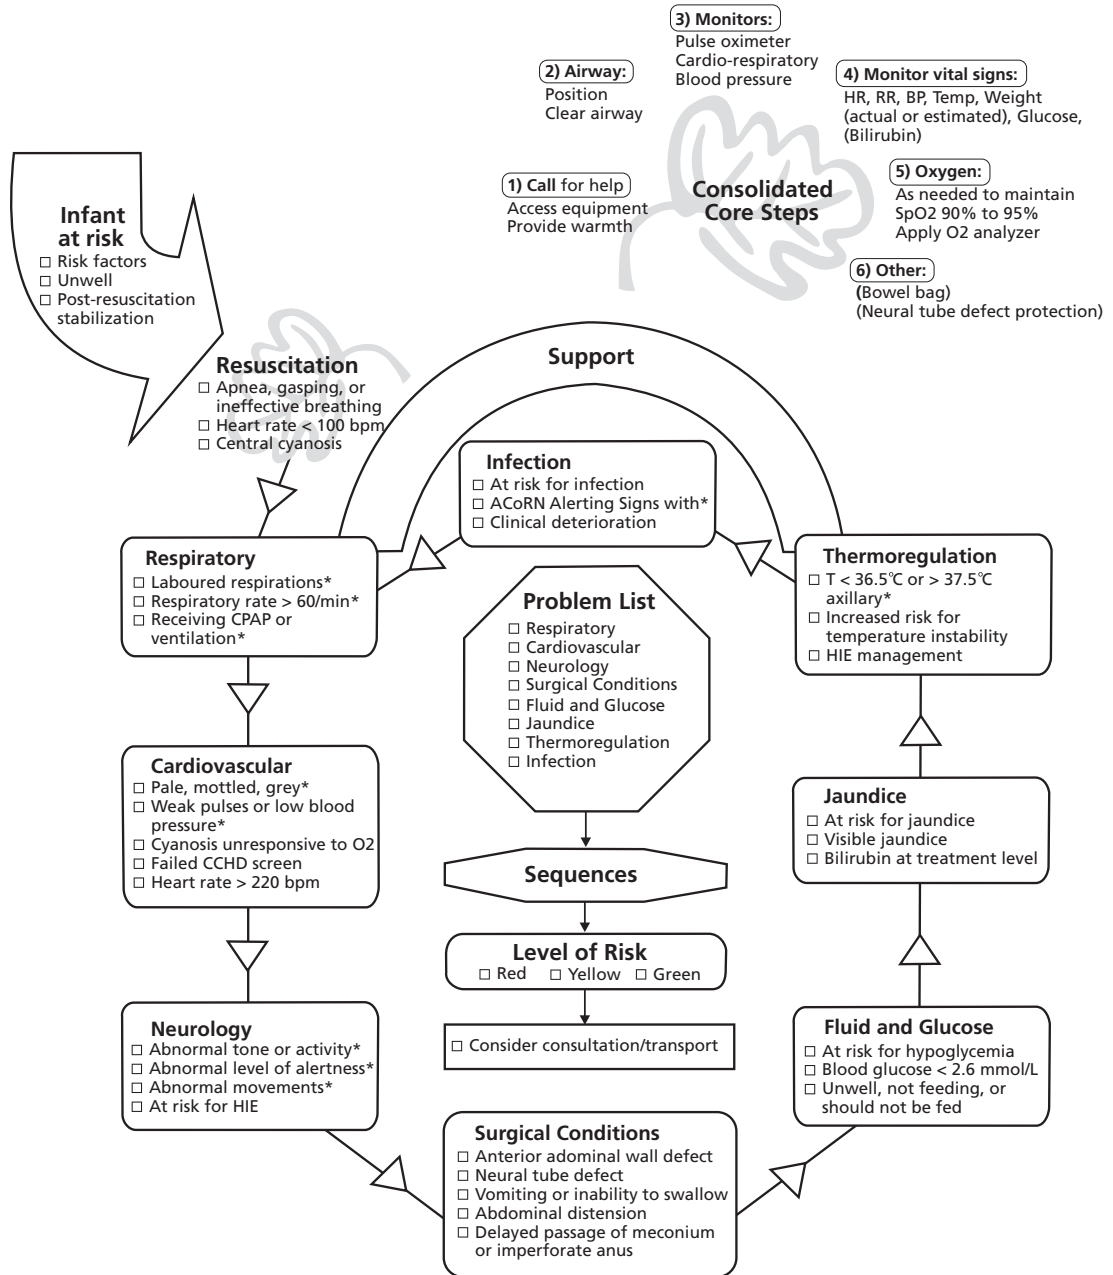 3) Monitors:
Pulse oximeter
Cardio-respiratory
Blood pressure
2) Airway:
Position
Clear airway
4) Monitor vital signs:
HR, RR, BP, Temp, Weight
(actual or estimated), Glucose,
(Bilirubin)
1) Call for help
Access equipment
Provide warmth
Consolidated
Core Steps
5) Oxygen:
As needed to maintain
SpO2 90% to 95%
Apply O2 analyzer
6) Other:
(Bowel bag)
(Neural tube defect protection)
Infant
at risk
Risk factors
Unwell
Post-resuscitation
stabilization
Resuscitation
Apnea, gasping, or
ineffective breathing
Heart rate < 100 bpm
Central cyanosis
Support
Infection
At risk for infection
ACoRN Alerting Signs with*
Clinical deterioration
Respiratory
Laboured respirations*
Respiratory rate > 60/min*
Receiving CPAP or
ventilation*
Thermoregulation
T < 36.5℃ or > 37.5℃
axillary*
Increased risk for
temperature instability
HIE management
Problem List
Respiratory
Cardiovascular
Neurology
Surgical Conditions
Fluid and Glucose
Jaundice
Thermoregulation
Infection
Cardiovascular
Pale, mottled, grey*
Weak pulses or low blood
pressure*
Cyanosis unresponsive to O2
Failed CCHD screen
Heart rate > 220 bpm
Jaundice
At risk for jaundice
Visible jaundice
Bilirubin at treatment level
Sequences
Level of Risk
Red Yellow Green
Consider consultation/transport
Neurology
Abnormal tone or activity*
Abnormal level of alertness*
Abnormal movements*
At risk for HIE
Fluid and Glucose
At risk for hypoglycemia
Blood glucose < 2.6 mmol/L
Unwell, not feeding, or
should not be fed
Surgical Conditions
Anterior adominal wall defect
Neural tube defect
Vomiting or inability to swallow
Abdominal distension
Delayed passage of meconium
or imperforate anus